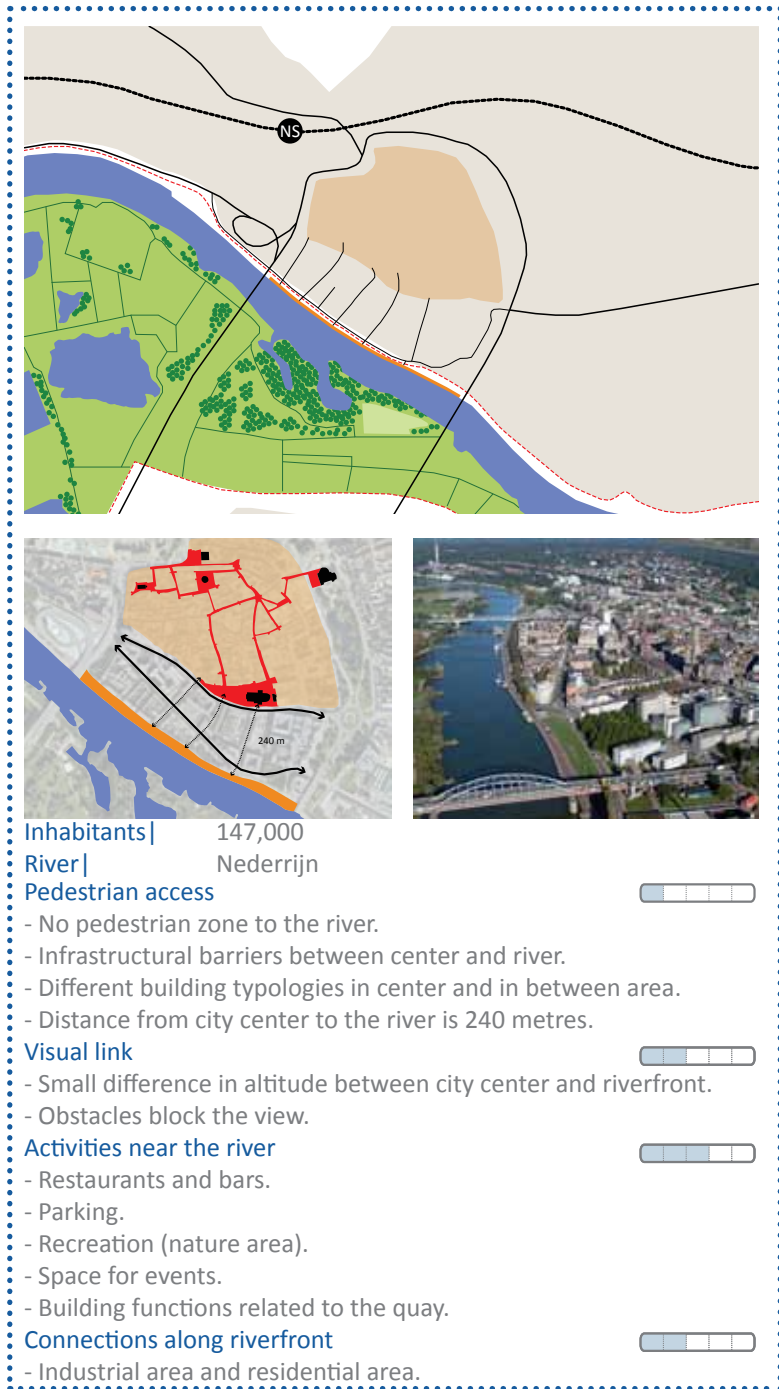 NS
240 m
Inhabitants| 147,000
River| Nederrijn
Pedestrian access
- No pedestrian zone to the river.
- Infrastructural barriers between center and river.
- Different building typologies in center and in between area.
- Distance from city center to the river is 240 metres.
Visual link
- Small difference in altitude between city center and riverfront.
- Obstacles block the view.
Activities near the river
- Restaurants and bars.
- Parking.
- Recreation (nature area).
- Space for events.
- Building functions related to the quay.
Connections along riverfront
- Industrial area and residential area.